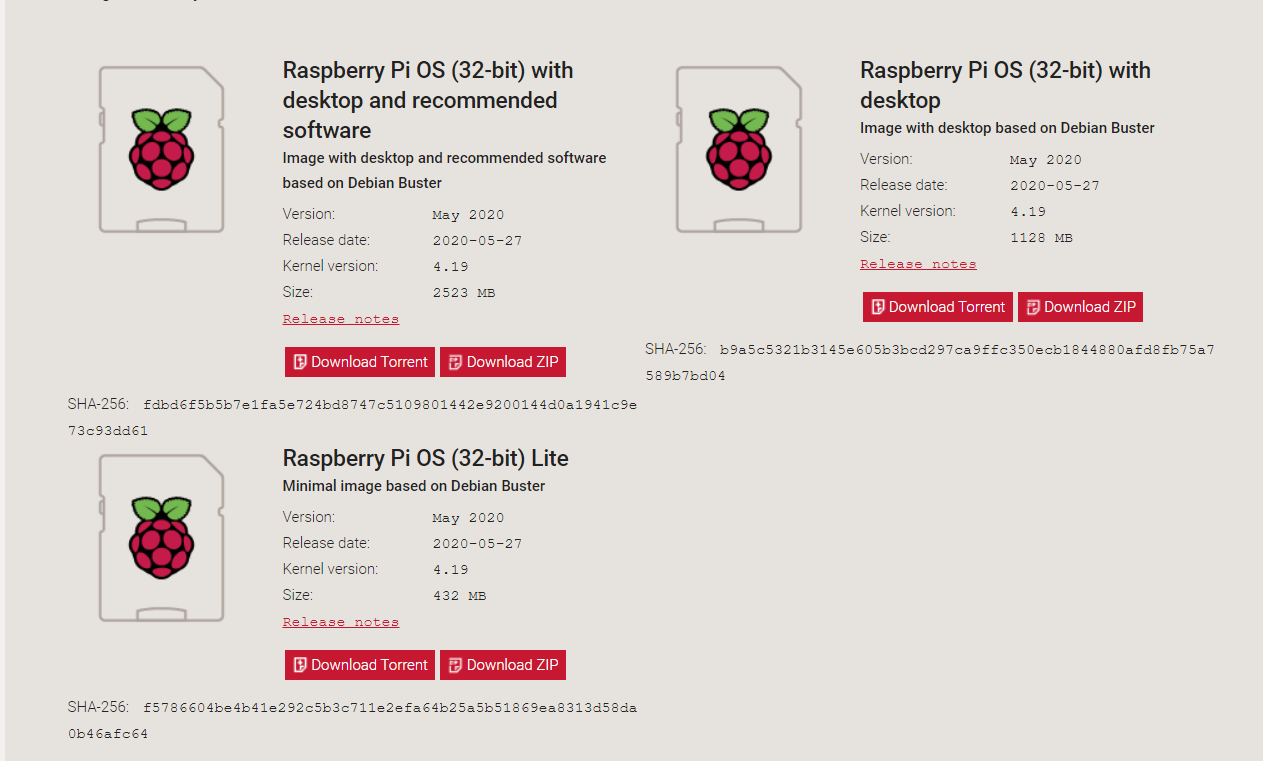 Raspberry Pi OS (32-bit) with
desktop and recommended
software
Image with desktop and recommended software
based on Debian Buster
Version: May 2020
Release date: 2020-05-27
Kernel version: 4.19
Size: 2523 MB
Release notes
Download Torrent Download ZIP
SHA-256: fdbd6f5b5b7e1fa5e724bd8747c5109801442e9200144d0a1941c9e
73c93dd61
Raspberry Pi OS (32-bit) with
desktop
Image with desktop based on Debian Buster
Version: May 2020
Release date: 2020-05-27
Kernel version: 4.19
Size: 1128 MB
Release notes
Download Torrent Download ZIP
SHA-256: b9a5c5321b3145e605b3bcd297ca9ffc350ecb1844880afd8fb75a7
589b7bd04
Raspberry Pi OS (32-bit) Lite
Minimal image based on Debian Buster
Version: May 2020
Release date: 2020-05-27
Kernel version: 4.19
Size: 432 MB
Release notes
Download Torrent Download ZIP
SHA-256: f5786604be4b41e292c5b3c711e2efa64b25a5b51869ea8313d58da
0b46afc64